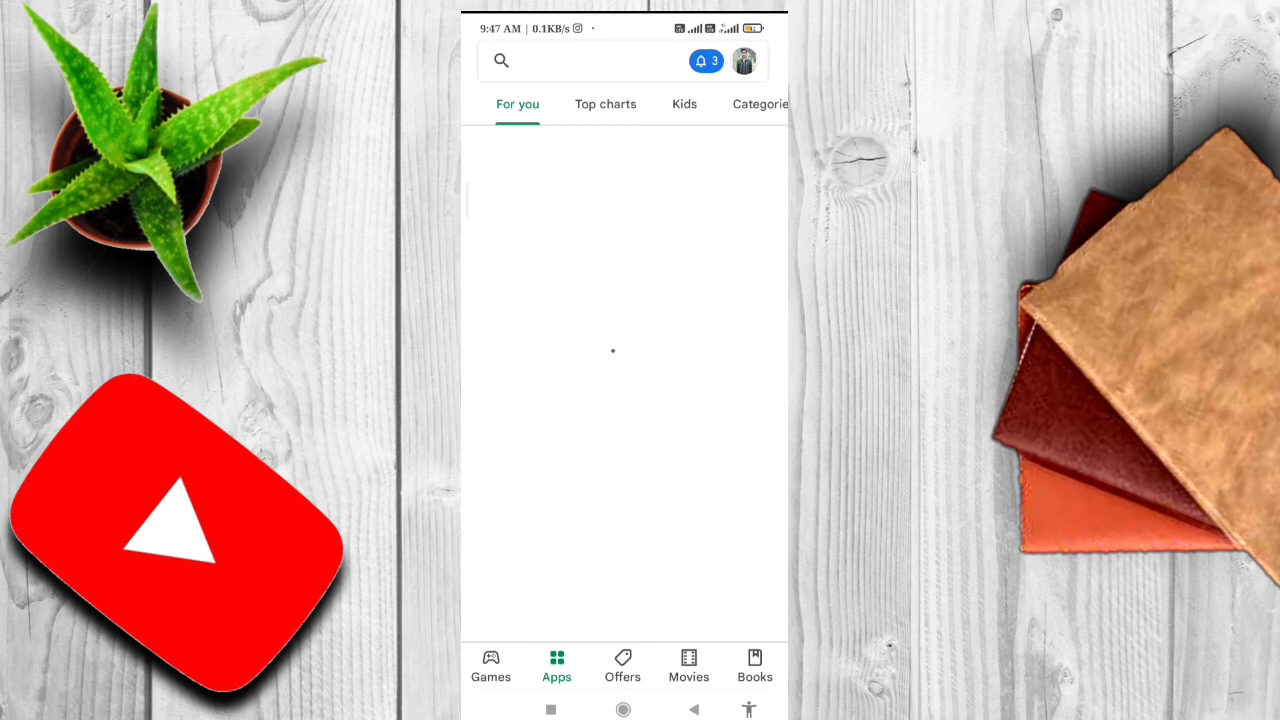 9:47 AM | 0.1KB/s
3
For you Top charts Kids Categorie
Games Apps Offers Movies Books